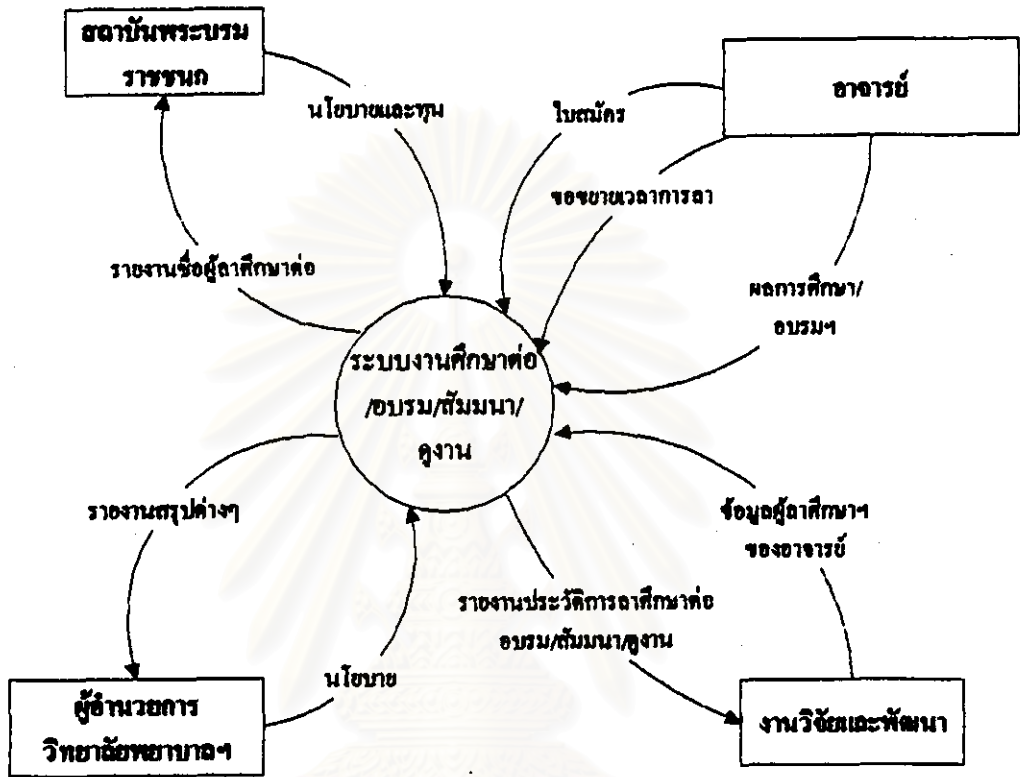 สถาบันพระบรม
ราชชนก
อาจารย์
นโยบายและทุน
ใบสมัคร
ขอขยายเวลาการลา
รายงานชื่อผู้ลาศึกษาต่อ
ผลการศึกษา/
อบรมฯ
ระบบงานศึกษาต่อ
/อบรม/สัมมนา/
ดูงาน
รายงานสรุปต่างๆ
ข้อมูลผู้ลาศึกษาฯ
ของอาจารย์
รายงานประวัติการลาศึกษาต่อ
อบรม/สัมมนา/ดูงาน
นโยบาย
ผู้อำนวยการ
วิทยาลัยพยาบาลฯ
งานวิจัยและพัฒนา